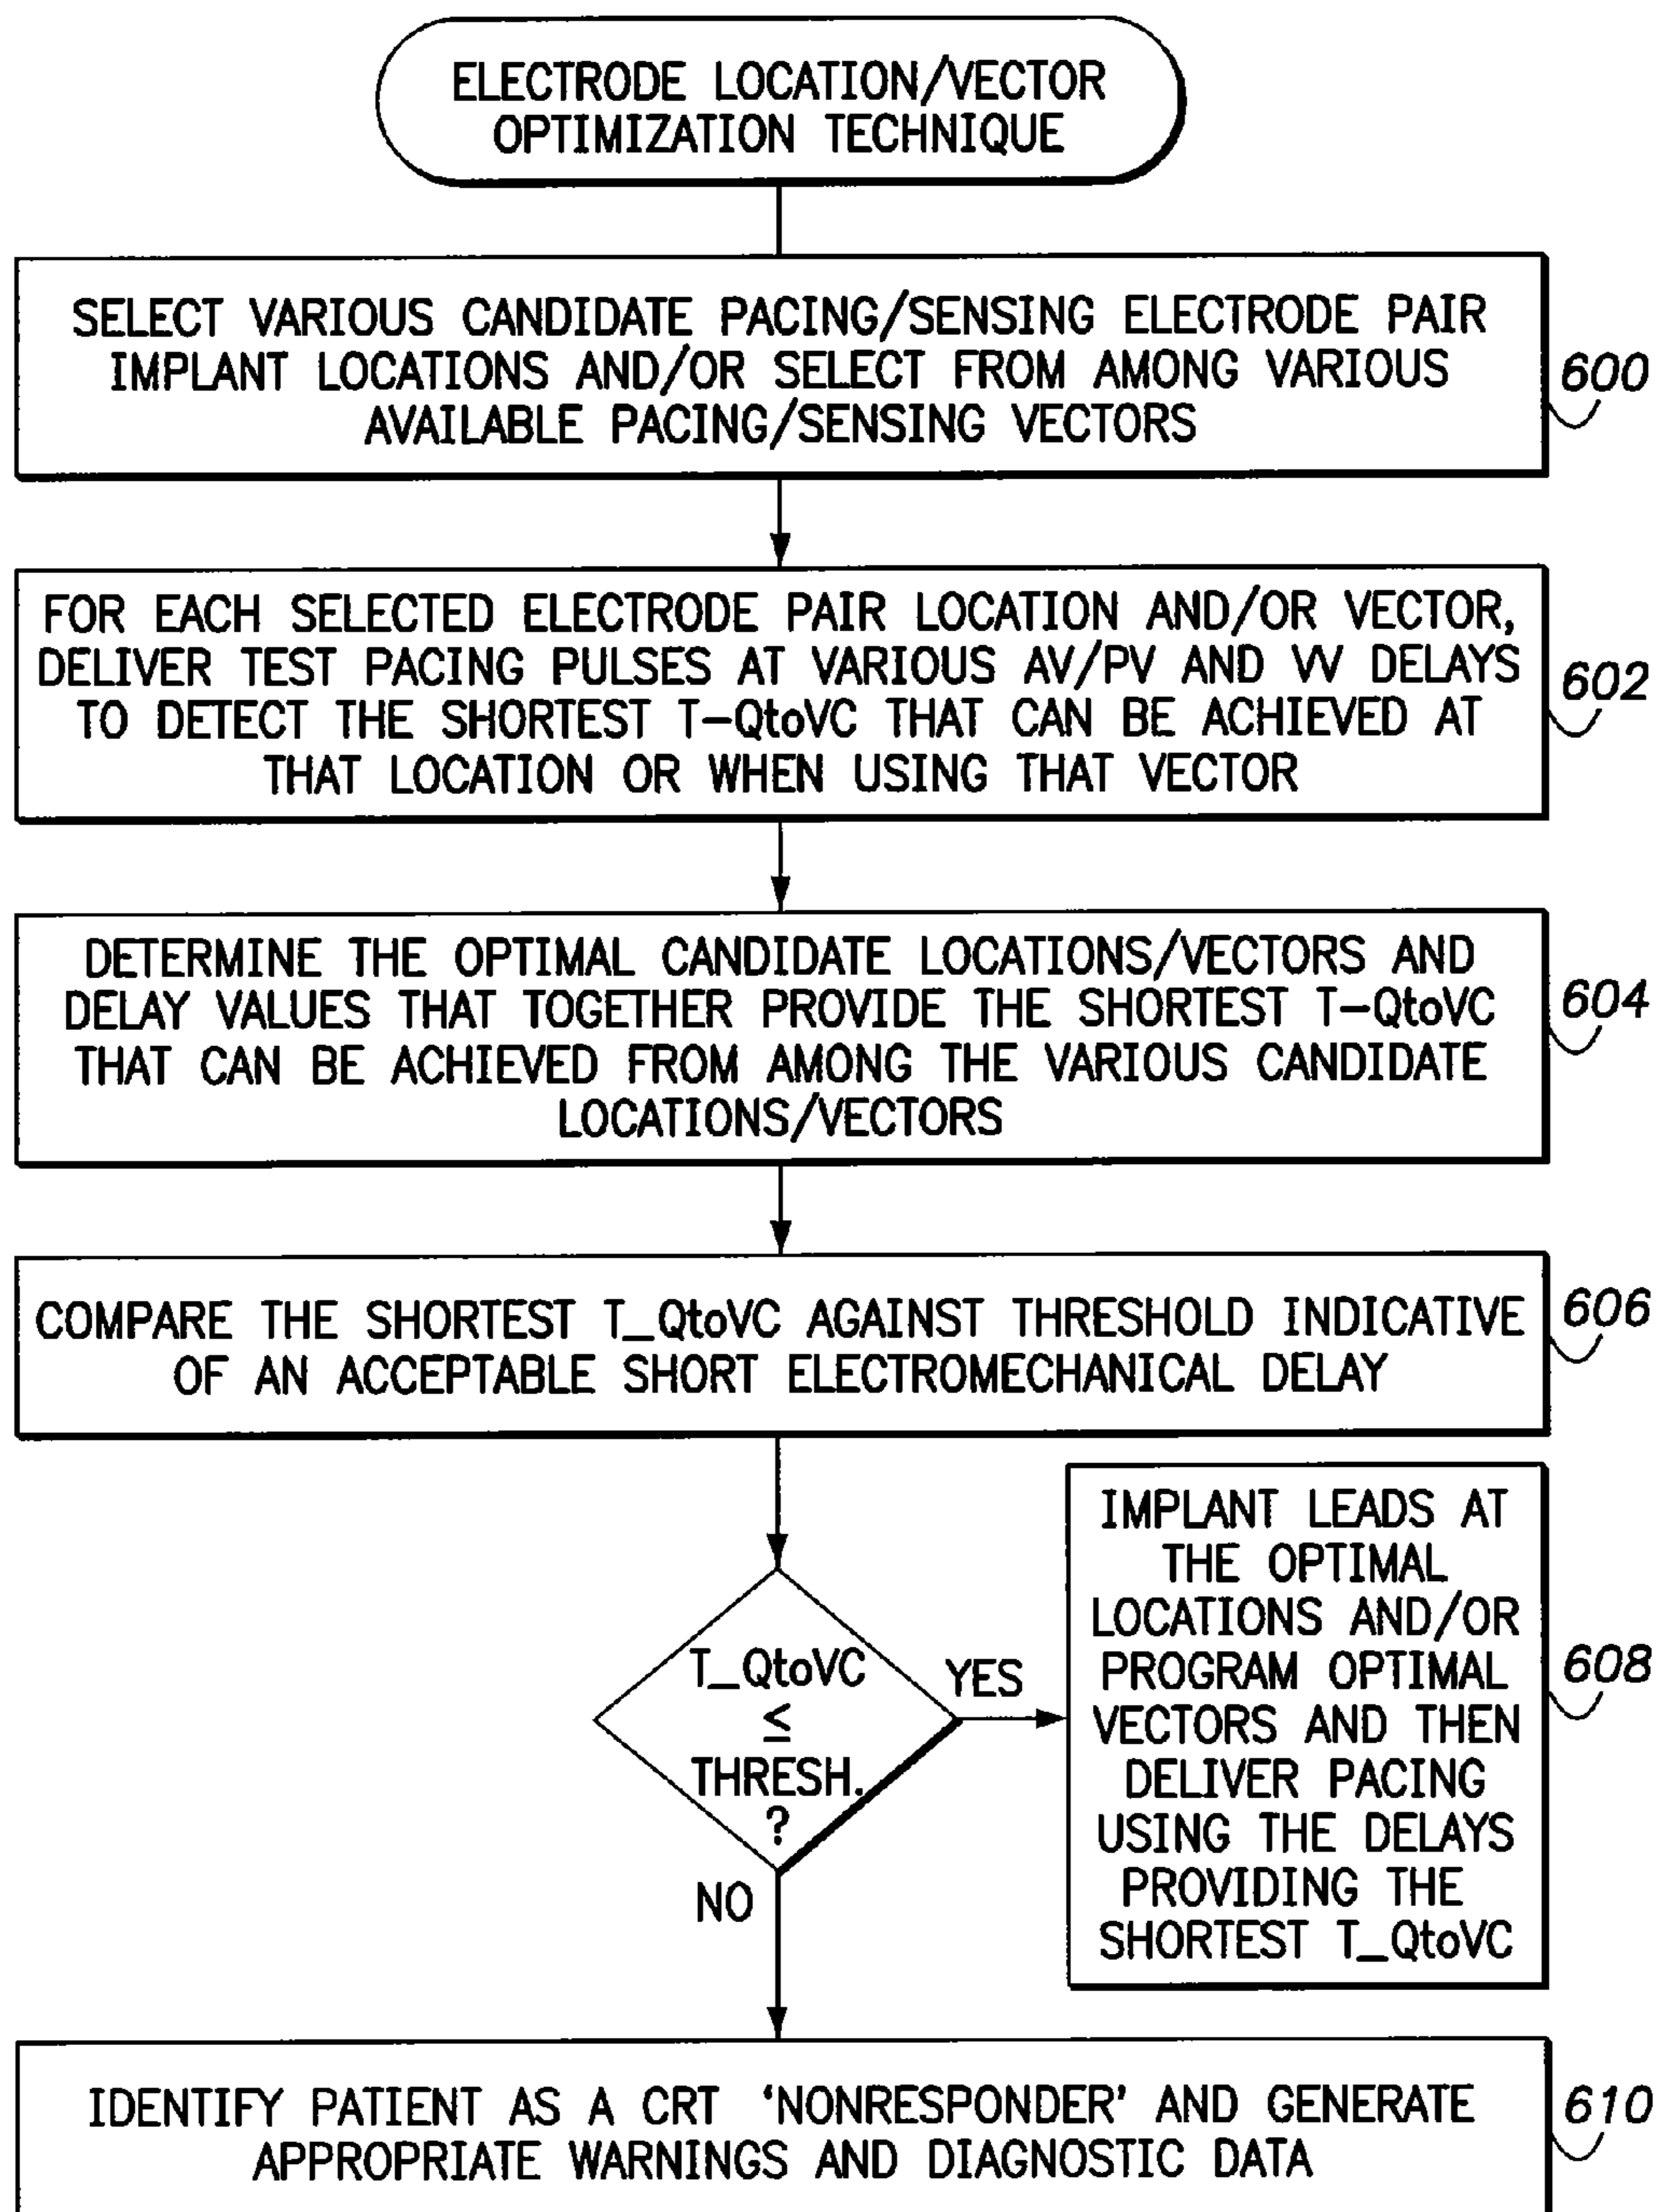 ELECTRODE LOCATION/VECTOR
OPTIMIZATION TECHNIQUE
SELECT VARIOUS CANDIDATE PACING/SENSING ELECTRODE PAIR
IMPLANT LOCATIONS AND/OR SELECT FROM AMONG VARIOUS
AVAILABLE PACING/SENSING VECTORS
600
FOR EACH SELECTED ELECTRODE PAIR LOCATION AND/OR VECTOR,
DELIVER TEST PACING PULSES AT VARIOUS AV/PV AND VV DELAYS
TO DETECT THE SHORTEST T-QtoVC THAT CAN BE ACHIEVED AT
THAT LOCATION OR WHEN USING THAT VECTOR
602
DETERMINE THE OPTIMAL CANDIDATE LOCATIONS/VECTORS AND
DELAY VALUES THAT TOGETHER PROVIDE THE SHORTEST T-QtoVC
THAT CAN BE ACHIEVED FROM AMONG THE VARIOUS CANDIDATE
LOCATIONS/VECTORS
604
COMPARE THE SHORTEST T_QtoVC AGAINST THRESHOLD INDICATIVE
OF AN ACCEPTABLE SHORT ELECTROMECHANICAL DELAY
606
T_QtoVC
≤
THRESH.
?
YES
NO
IMPLANT LEADS AT
THE OPTIMAL
LOCATIONS AND/OR
PROGRAM OPTIMAL
VECTORS AND THEN
DELIVER PACING
USING THE DELAYS
PROVIDING THE
SHORTEST T_QtoVC
608
IDENTIFY PATIENT AS A CRT 'NONRESPONDER' AND GENERATE
APPROPRIATE WARNINGS AND DIAGNOSTIC DATA
610